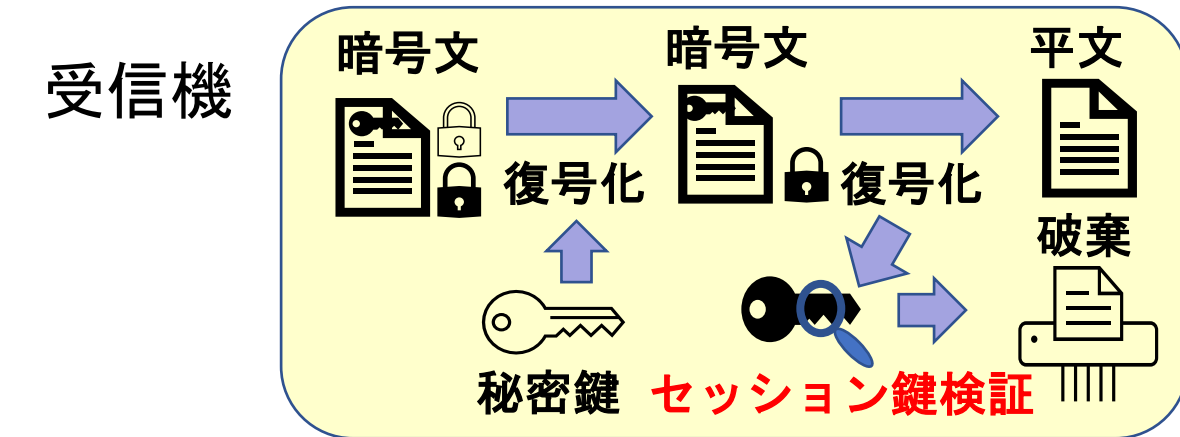 受信機
暗号文
暗号文
平文
復号化
復号化
破棄
秘密鍵
セッション鍵検証